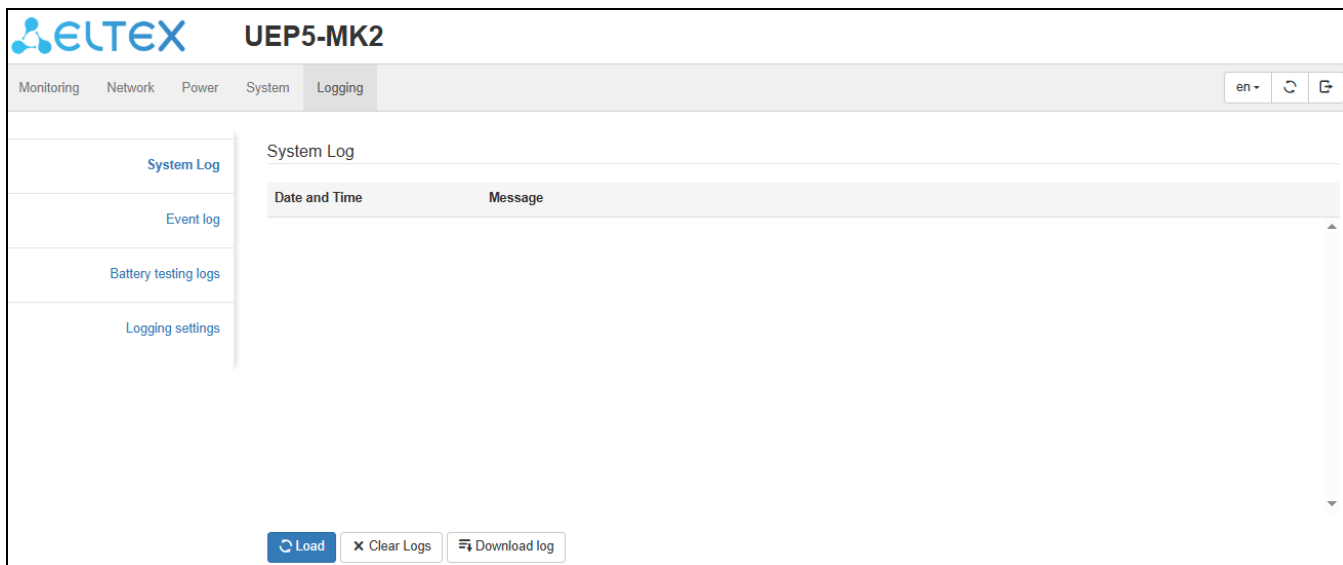 ELTEX UEP5-MK2
Monitoring Network Power System Logging en
System Log
Event log
Battery testing logs
Logging settings
System Log
Date and Time Message
Load Clear Logs Download log